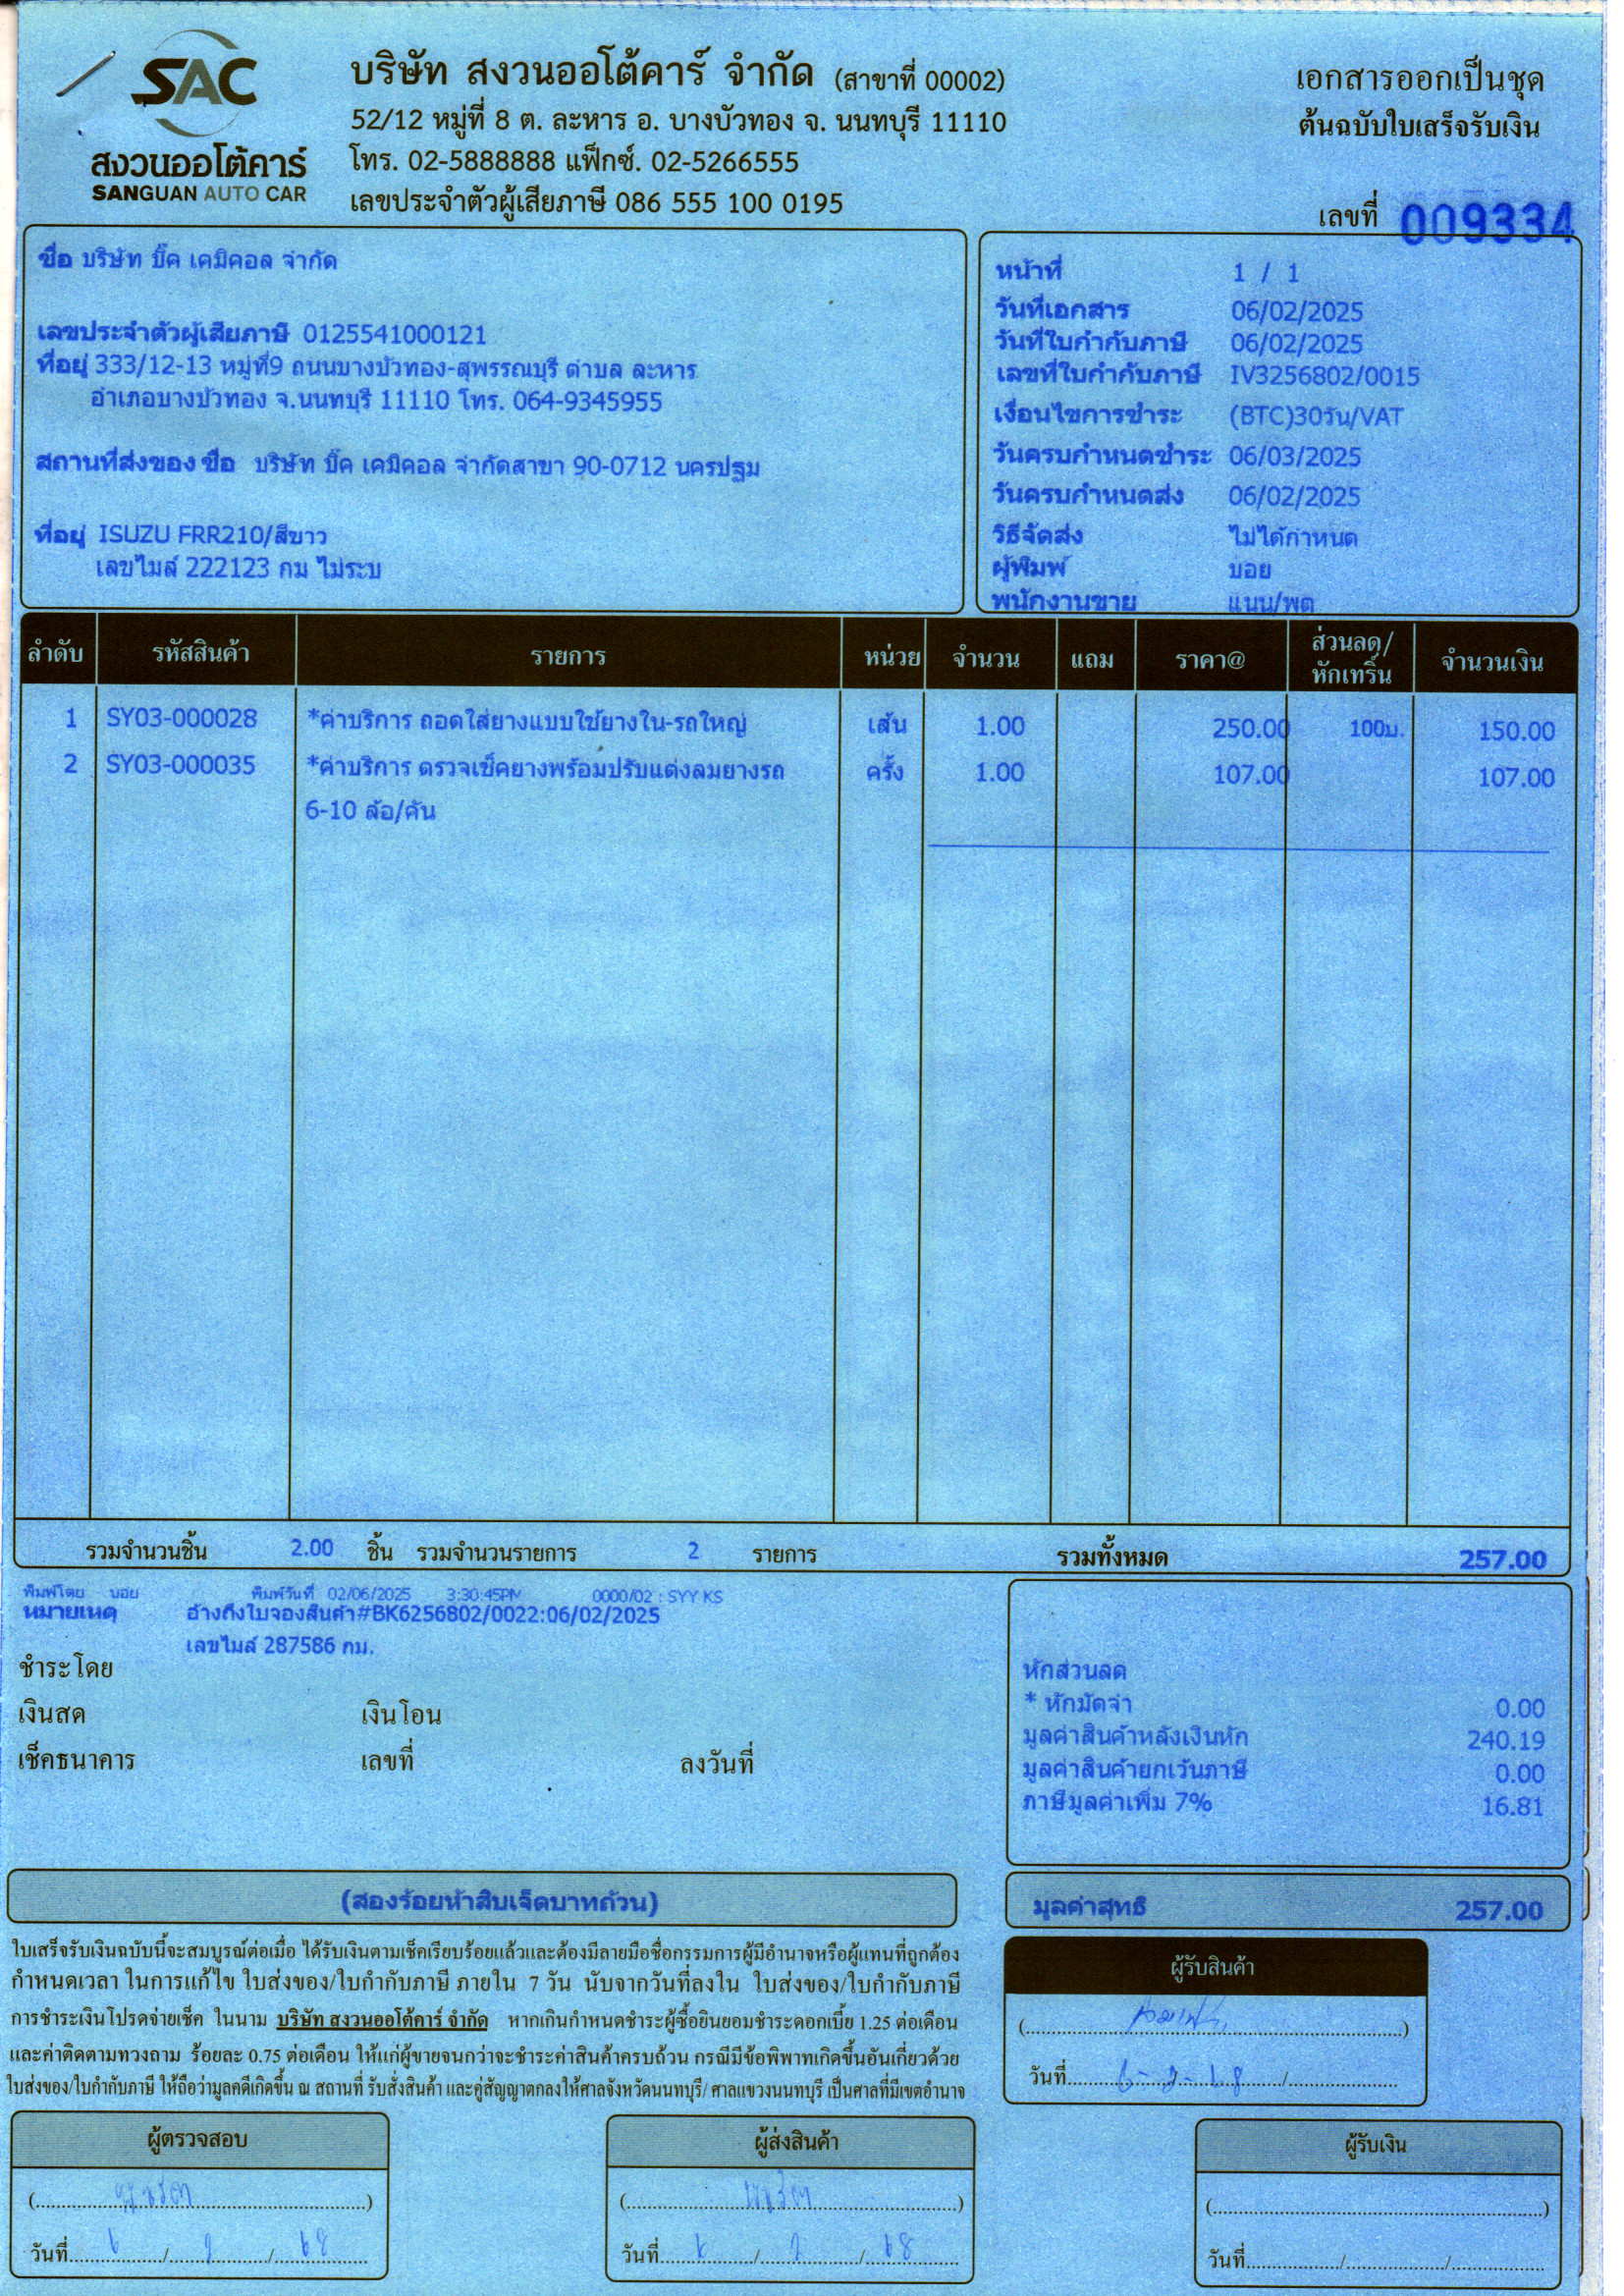 SAC
สงวนออโต้คาร์
SANGUAN AUTO CAR
บริษัท สงวนออโต้คาร์ จำกัด (สาขาที่ 00002)
52/12 หมู่ที่ 8 ต. ละหาร อ. บางบัวทอง จ. นนทบุรี 11110
โทร. 02-5888888 แฟ็กซ์. 02-5266555
เลขประจำตัวผู้เสียภาษี 086 555 100 0195
เอกสารออกเป็นชุด
ต้นฉบับใบเสร็จรับเงิน
เลขที่ 009334
ชื่อ บริษัท บิ๊ค เคมิคอล จำกัด
เลขประจำตัวผู้เสียภาษี 0125541000121
ที่อยู่ 333/12-13 หมู่ที่9 ถนนบางบัวทอง-สุพรรณบุรี ตำบล ละหาร
อำเภอบางบัวทอง จ.นนทบุรี 11110 โทร. 064-9345955
สถานที่ส่งของ ชื่อ บริษัท บิ๊ค เคมิคอล จำกัดสาขา 90-0712 นครปฐม
ที่อยู่ ISUZU FRR210/สีขาว
เลขไมล์ 222123 กม ไม่ระบ
หน้าที่ 1 / 1
วันที่เอกสาร 06/02/2025
วันที่ใบกำกับภาษี 06/02/2025
เลขที่ใบกำกับภาษี IV3256802/0015
เงื่อนไขการชำระ (BTC)30วัน/VAT
วันครบกำหนดชำระ 06/03/2025
วันครบกำหนดส่ง 06/02/2025
วิธีจัดส่ง ไม่ได้กำหนด
ผู้พิมพ์ บอย
พนักงานขาย แนน/พต
ลำดับ รหัสสินค้า รายการ หน่วย จำนวน แถม ราคา@ ส่วนลด/หักเทริ์น จำนวนเงิน
1 SY03-000028 *ค่าบริการ ถอดใส่ยางแบบใช้ยางใน-รถใหญ่ เส้น 1.00 250.00 100บ. 150.00
2 SY03-000035 *ค่าบริการ ตรวจเช็คยางพร้อมปรับแต่งลมยางรถ ครั้ง 1.00 107.00 107.00
6-10 ล้อ/คัน
รวมจำนวนชิ้น 2.00 ชิ้น รวมจำนวนรายการ 2 รายการ รวมทั้งหมด 257.00
พิมพ์โดย บอย พิมพ์วันที่ 02/06/2025 3:30:45PM 0000/02 : SYY KS
หมายเหตุ อ้างถึงใบจองสินค้า#BK6256802/0022:06/02/2025
เลขไมล์ 287586 กม.
ชำระโดย
เงินสด เงินโอน
เช็คธนาคาร เลขที่ ลงวันที่
หักส่วนลด
* หักมัดจำ 0.00
มูลค่าสินค้าหลังเงินหัก 240.19
มูลค่าสินค้ายกเว้นภาษี 0.00
ภาษีมูลค่าเพิ่ม 7% 16.81
(สองร้อยห้าสิบเจ็ดบาทถ้วน)
มูลค่าสุทธิ 257.00
ใบเสร็จรับเงินฉบับนี้จะสมบูรณ์ต่อเมื่อ ได้รับเงินตามเช็คเรียบร้อยแล้วและต้องมีลายมือชื่อกรรมการผู้มีอำนาจหรือผู้แทนที่ถูกต้อง
กำหนดเวลา ในการแก้ไข ใบส่งของ/ใบกำกับภาษี ภายใน 7 วัน นับจากวันที่ลงใน ใบส่งของ/ใบกำกับภาษี
การชำระเงินโปรดจ่ายเช็ค ในนาม บริษัท สงวนออโต้คาร์ จำกัด หากเกินกำหนดชำระผู้ซื้อยินยอมชำระดอกเบี้ย 1.25 ต่อเดือน
และค่าติดตามทวงถาม ร้อยละ 0.75 ต่อเดือน ให้แก่ผู้ขายจนกว่าจะชำระค่าสินค้าครบถ้วน กรณีมีข้อพิพาทเกิดขึ้นอันเกี่ยวด้วย
ใบส่งของ/ใบกำกับภาษี ให้ถือว่ามูลคดีเกิดขึ้น ณ สถานที่ รับสั่งสินค้า และคู่สัญญาตกลงให้ศาลจังหวัดนนทบุรี/ ศาลแขวงนนทบุรี เป็นศาลที่มีเขตอำนาจ
ผู้รับสินค้า
วันที่ 6-2-68
ผู้ตรวจสอบ
วันที่ 6/2/68
ผู้ส่งสินค้า
วันที่ 6/2/68
ผู้รับเงิน
วันที่